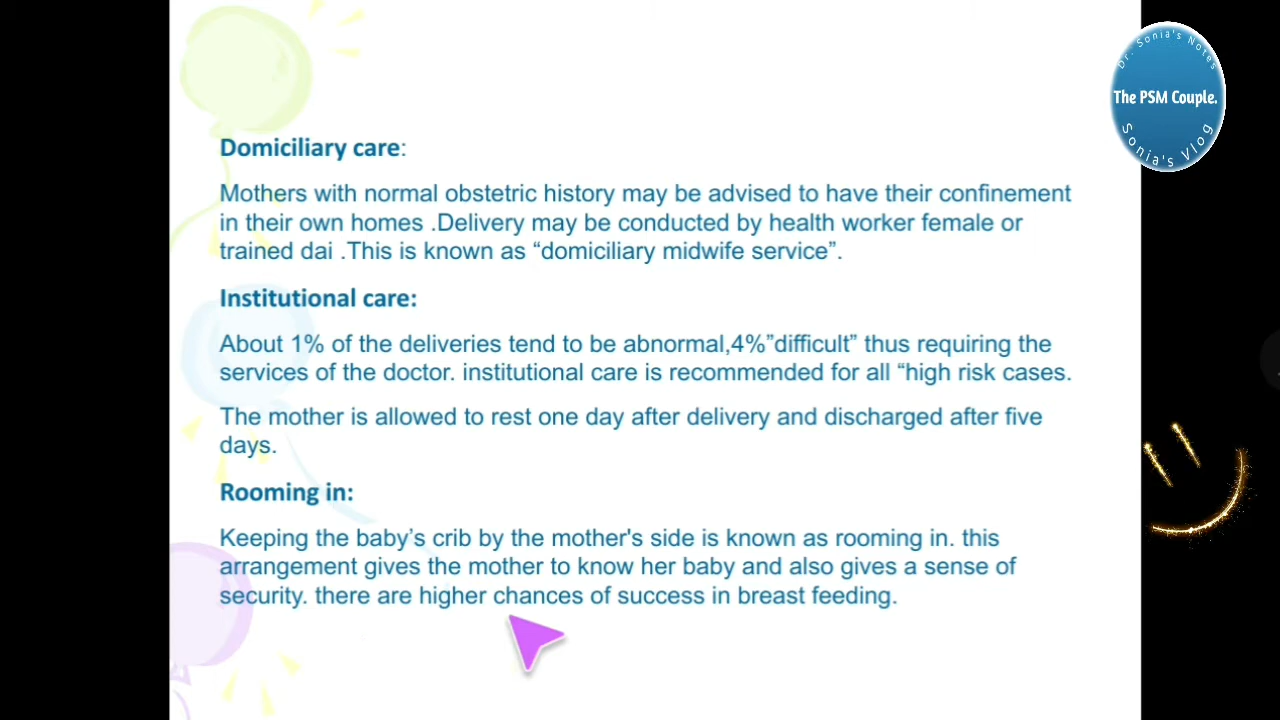 Domiciliary care:
Mothers with normal obstetric history may be advised to have their confinement
in their own homes .Delivery may be conducted by health worker female or
trained dai .This is known as “domiciliary midwife service”.
Institutional care:
About 1% of the deliveries tend to be abnormal,4%”difficult” thus requiring the
services of the doctor. institutional care is recommended for all “high risk cases.
The mother is allowed to rest one day after delivery and discharged after five
days.
Rooming in:
Keeping the baby’s crib by the mother's side is known as rooming in. this
arrangement gives the mother to know her baby and also gives a sense of
security. there are higher chances of success in breast feeding.
Dr. Sonia's Notes
The PSM Couple.
Sonia's Vlog